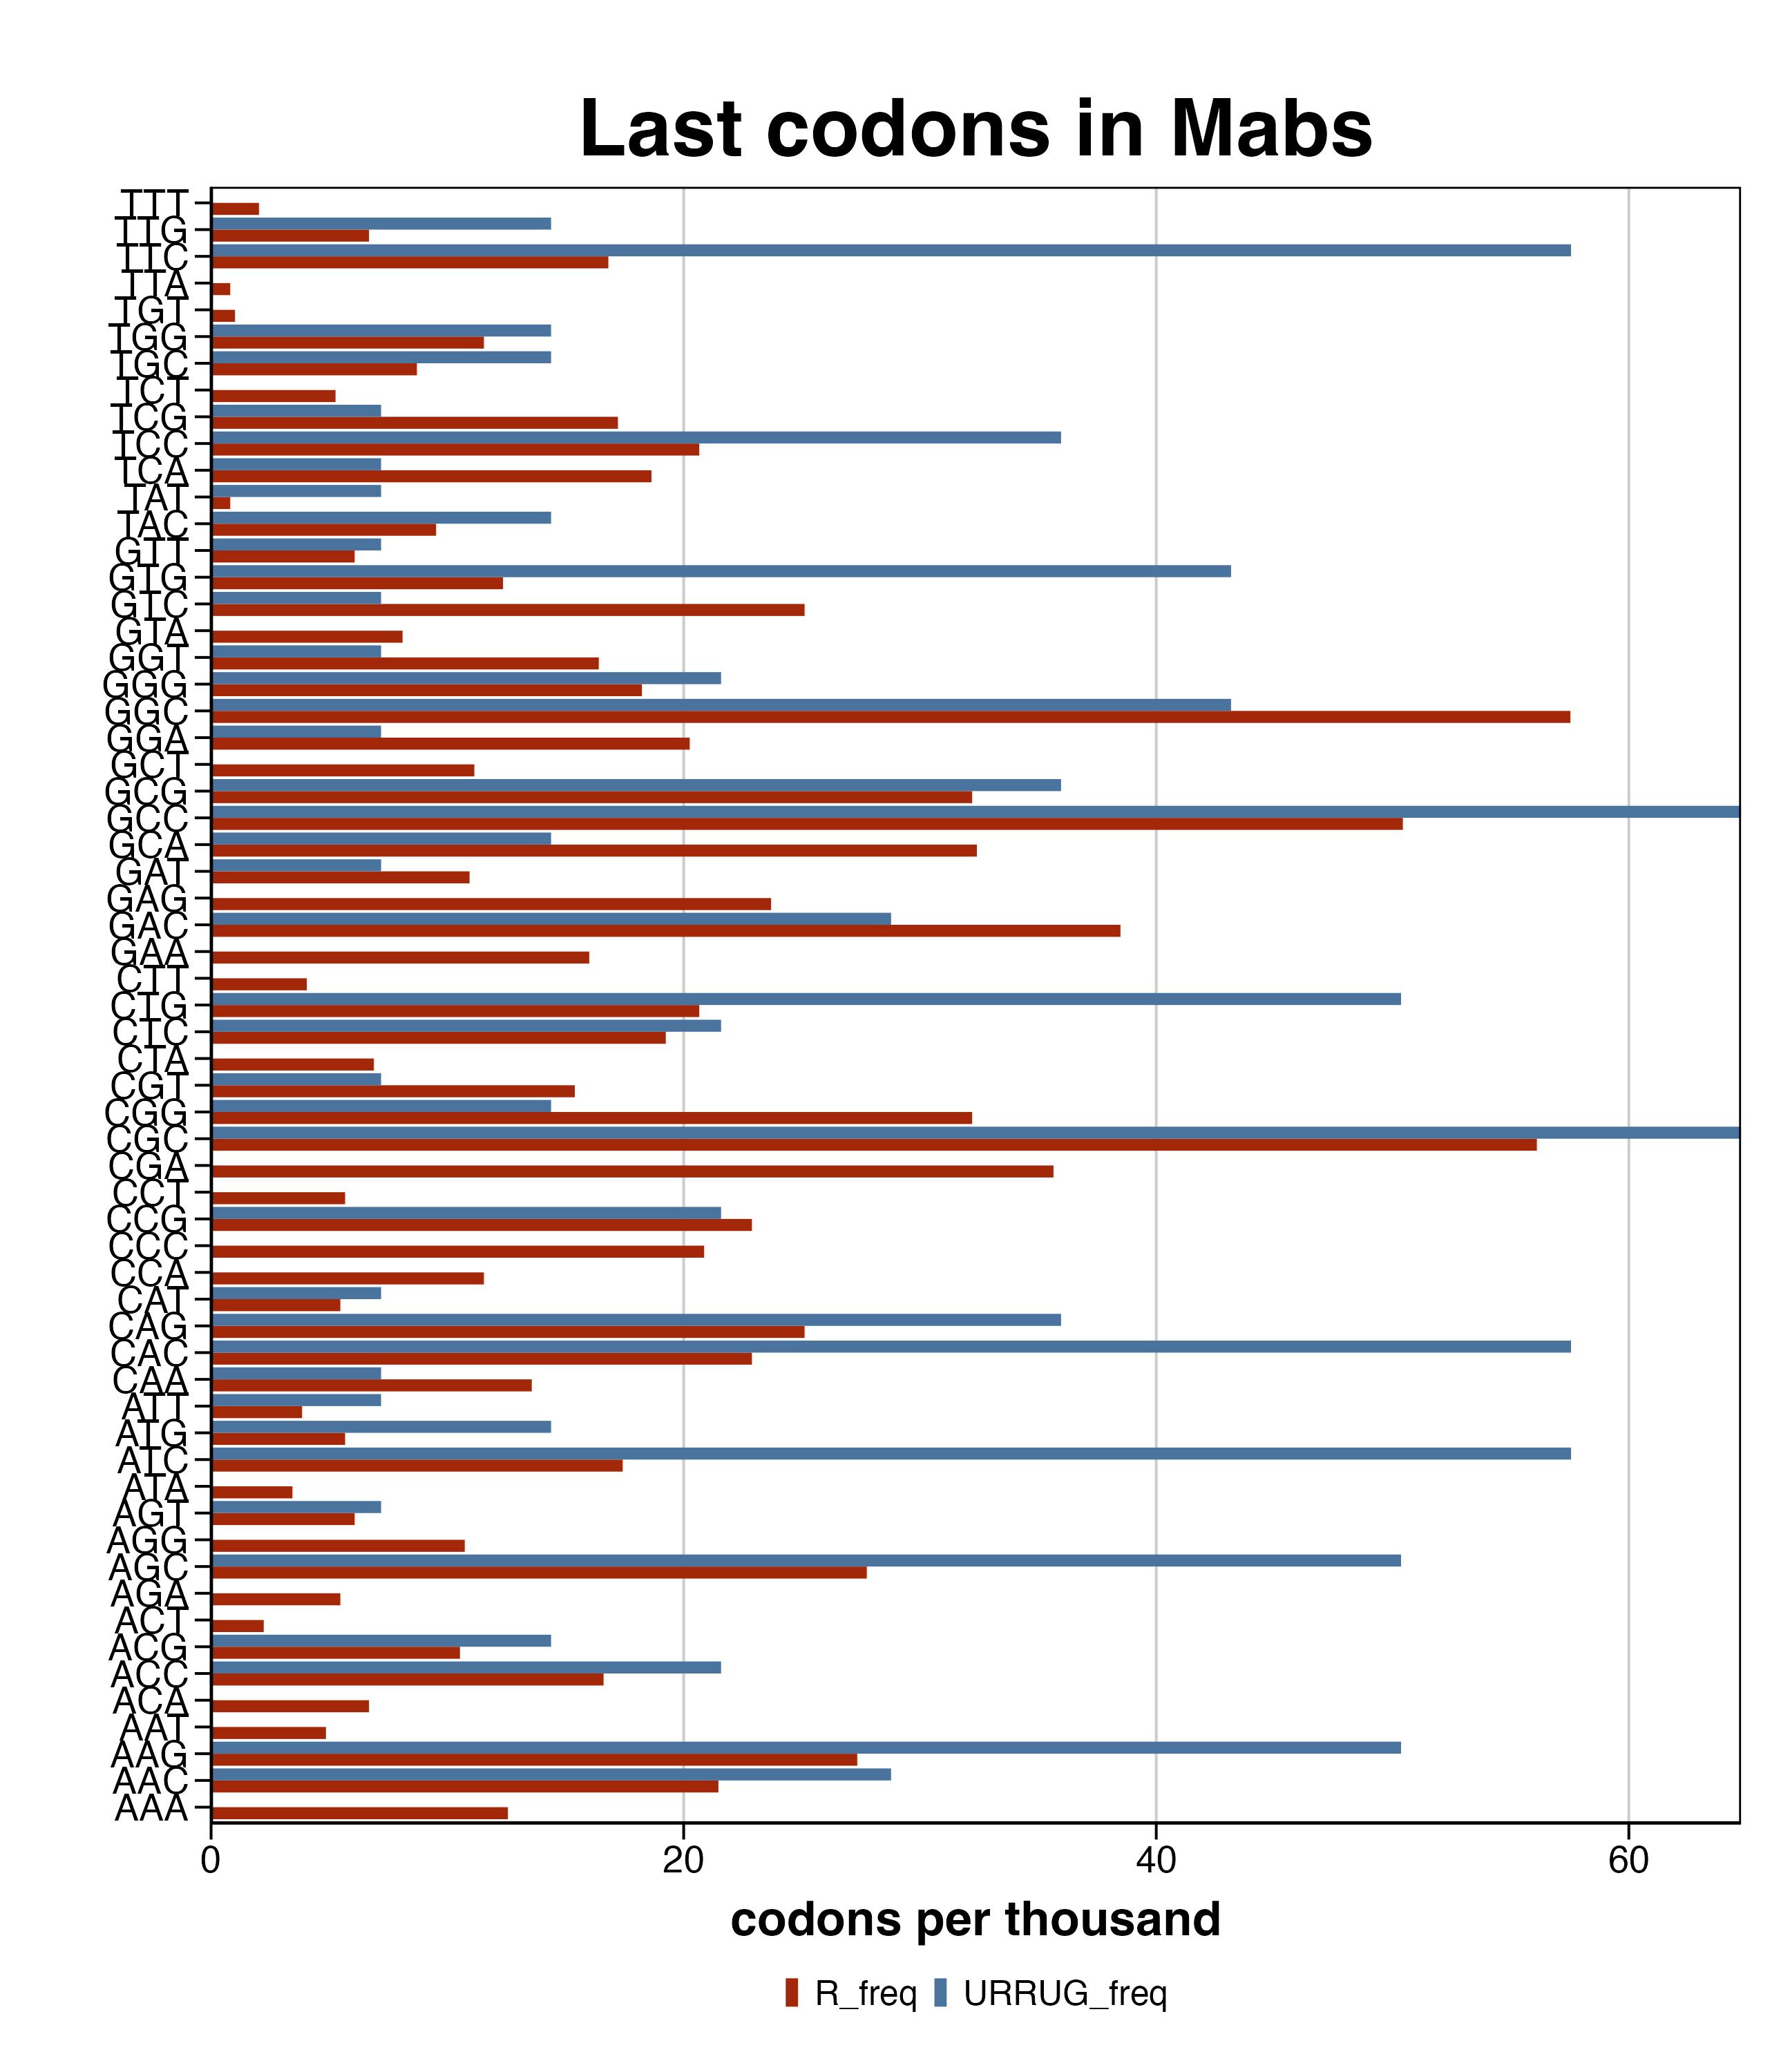 Last codons in Mabs
TTT
TTG
TTC
TTA
TGT
TGG
TGC
TCT
TCG
TCC
TCA
TAT
TAC
GTT
GTG
GTC
GTA
GGT
GGG
GGC
GGA
GCT
GCG
GCC
GCA
GAT
GAG
GAC
GAA
CTT
CTG
CTC
CTA
CGT
CGG
CGC
CGA
CCT
CCG
CCC
CCA
CAT
CAG
CAC
CAA
ATT
ATG
ATC
ATA
AGT
AGG
AGC
AGA
ACT
ACG
ACC
ACA
AAT
AAG
AAC
AAA
0 20 40 60
codons per thousand
R_freq URRUG_freq